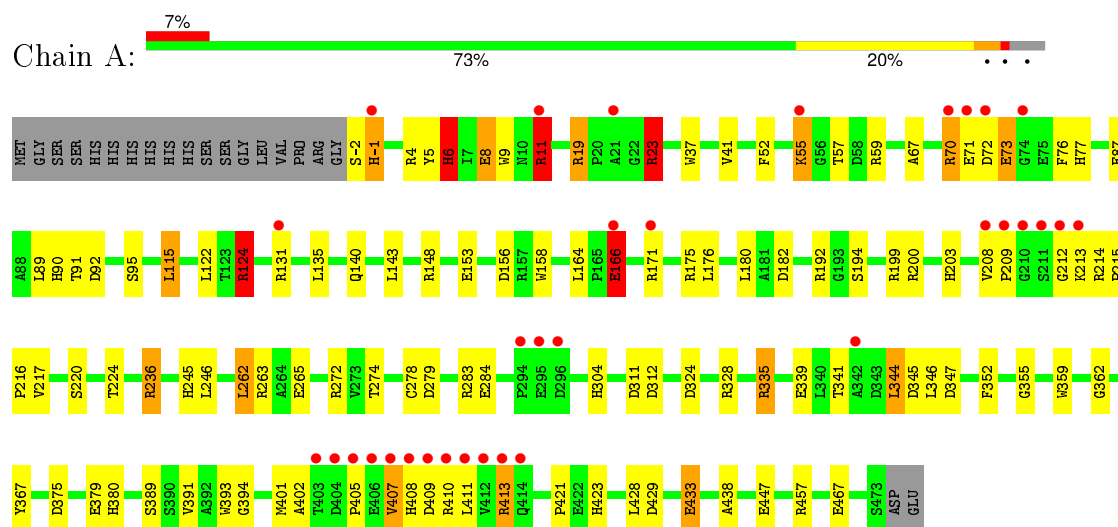 7%
Chain A:
73% 20% • • •
MET GLY SER SER HIS HIS HIS HIS HIS HIS SER SER GLY LEU VAL PRO ARG GLY S-2 H-1 R4 Y5 H6 I7 E8 W9 N10 R11 R19 P20 A21 G22 R23 W37 V41 F52 K55 G56 T57 D58 R59 A67 R70 E71 D72 E73 G74 E75 F76 H77
A88 L89 H90 T91 D92 S95 L115 L122 T123 R124 R131 L135 Q140 L143 R148 E153 D156 R157 W158 L164 P165 E166 R171 R175 L176 L180 A181 D182 R192 G193 S194 R199 R200 H203 V208 P209 G210 S211 G212 K213 R214
P216 V217 S220 T224 R236 H245 L246 L262 R263 A264 E265 R272 V273 T274 C278 D279 R283 E284 P294 E295 D296 H304 D311 D312 D324 R328 R335 E339 L340 T341 A342 D343 L344 D345 L346 D347 F352 G355 W359 G362
Y367 D375 E379 H380 S389 S390 V391 A392 W393 G394 M401 A402 T403 D404 P405 E406 V407 H408 D409 R410 L411 V412 R413 Q414 P421 E422 H423 L428 D429 E433 A438 E447 R457 E467 S473 ASP GLU